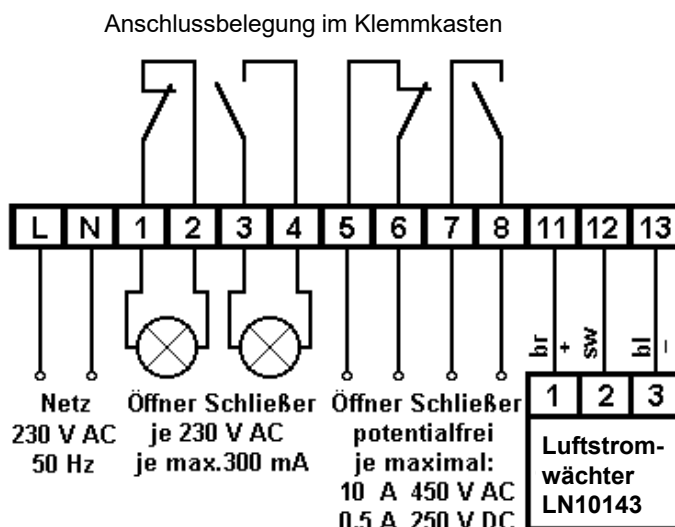 Anschlussbelegung im Klemmkasten
L N 1 2 3 4 5 6 7 8 11 12 13
br + sw bl –
Netz
230 V AC
50 Hz
Öffner Schließer
je 230 V AC
je max.300 mA
Öffner Schließer
potentialfrei
je maximal:
10 A 450 V AC
0.5 A 250 V DC
1 2 3
Luftstrom-
wächter
LN10143